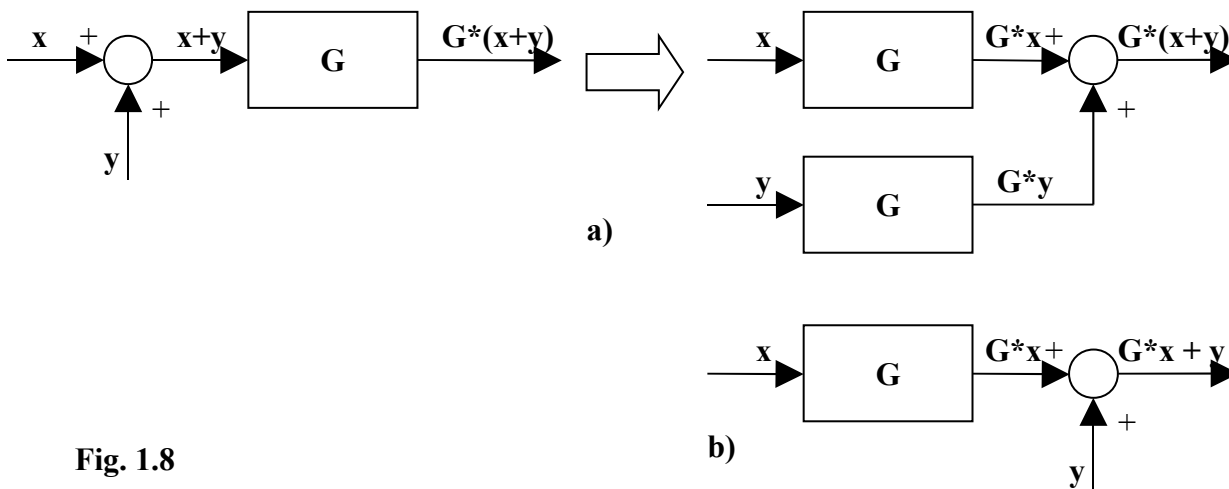 x + x+y G G*(x+y)
+
y
x G G*x + G*(x+y)
+
y G G*y
a)
x G G*x + G*x + y
+
b)
y
Fig. 1.8